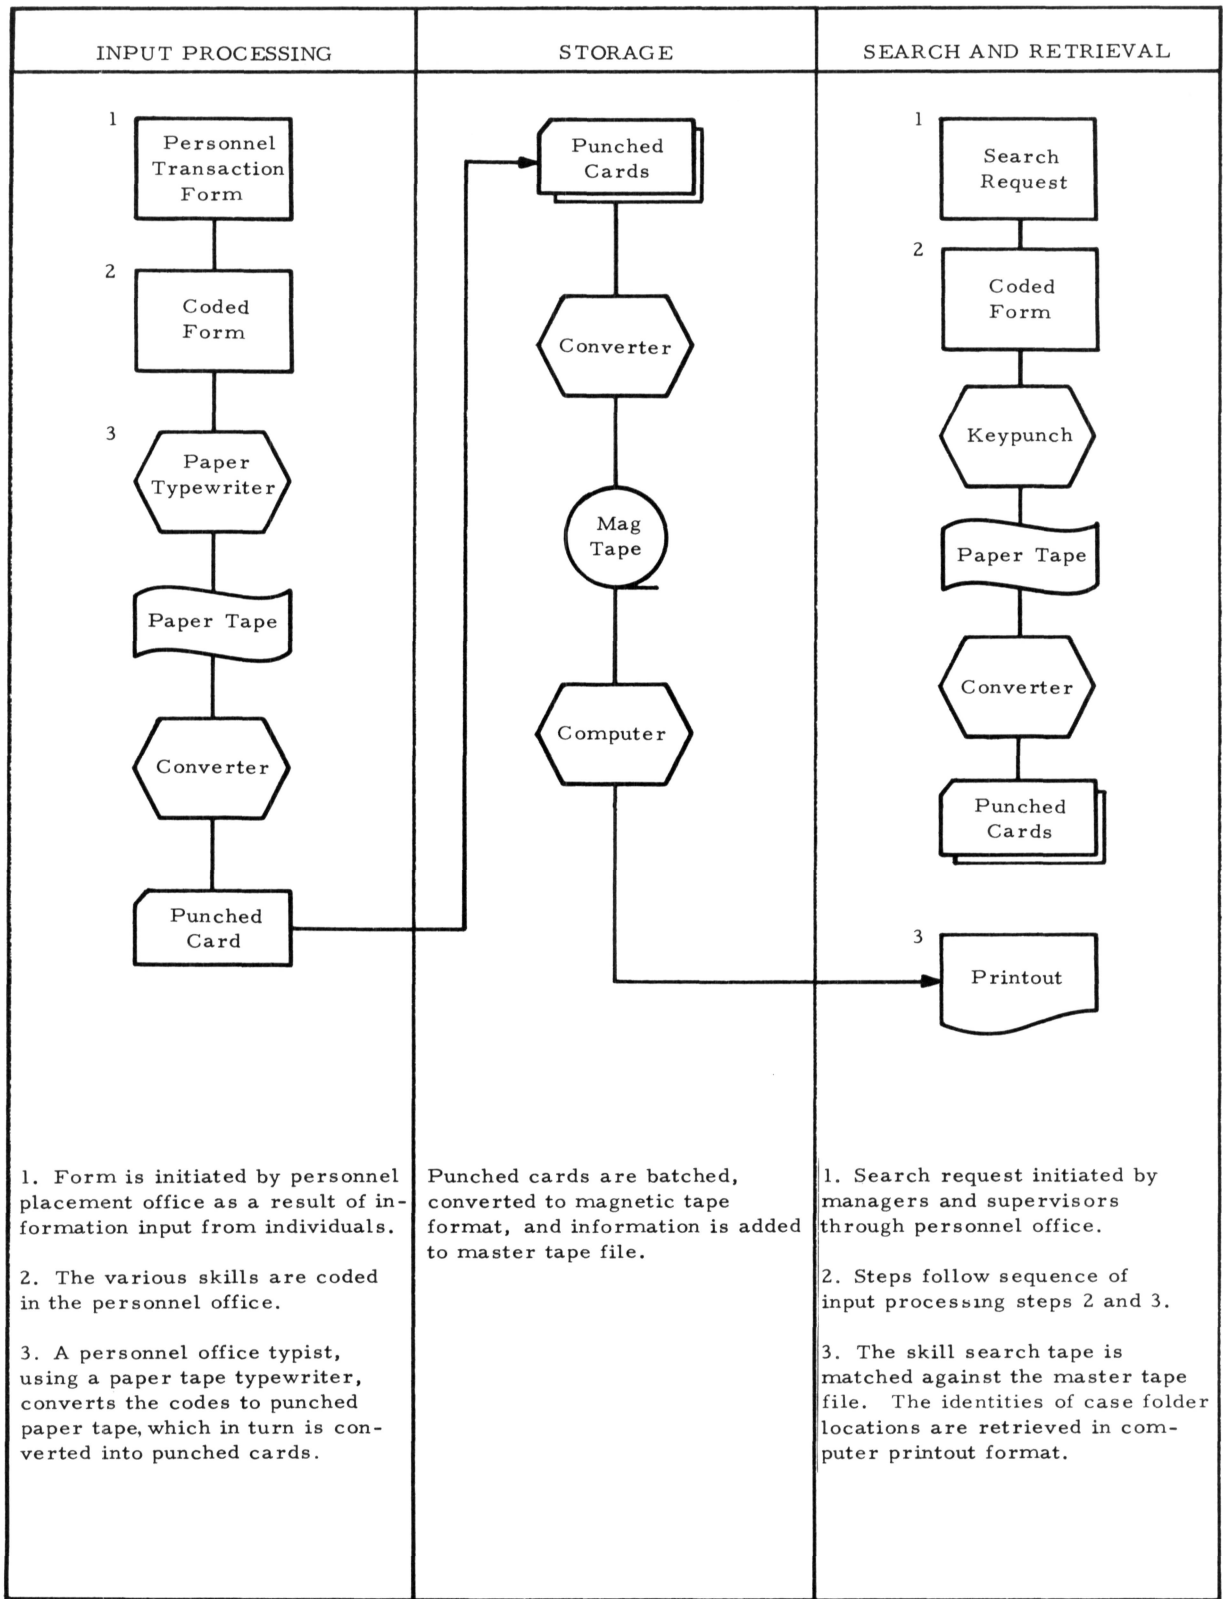 INPUT PROCESSING
STORAGE
SEARCH AND RETRIEVAL
1
Personnel
Transaction
Form
2
Coded
Form
3
Paper
Typewriter
Paper Tape
Converter
Punched
Card
Punched
Cards
Converter
Mag
Tape
Computer
1
Search
Request
2
Coded
Form
Keypunch
Paper Tape
Converter
Punched
Cards
3
Printout
1. Form is initiated by personnel
placement office as a result of in-
formation input from individuals.
2. The various skills are coded
in the personnel office.
3. A personnel office typist,
using a paper tape typewriter,
converts the codes to punched
paper tape, which in turn is con-
verted into punched cards.
Punched cards are batched,
converted to magnetic tape
format, and information is added
to master tape file.
1. Search request initiated by
managers and supervisors
through personnel office.
2. Steps follow sequence of
input processing steps 2 and 3.
3. The skill search tape is
matched against the master tape
file. The identities of case folder
locations are retrieved in com-
puter printout format.